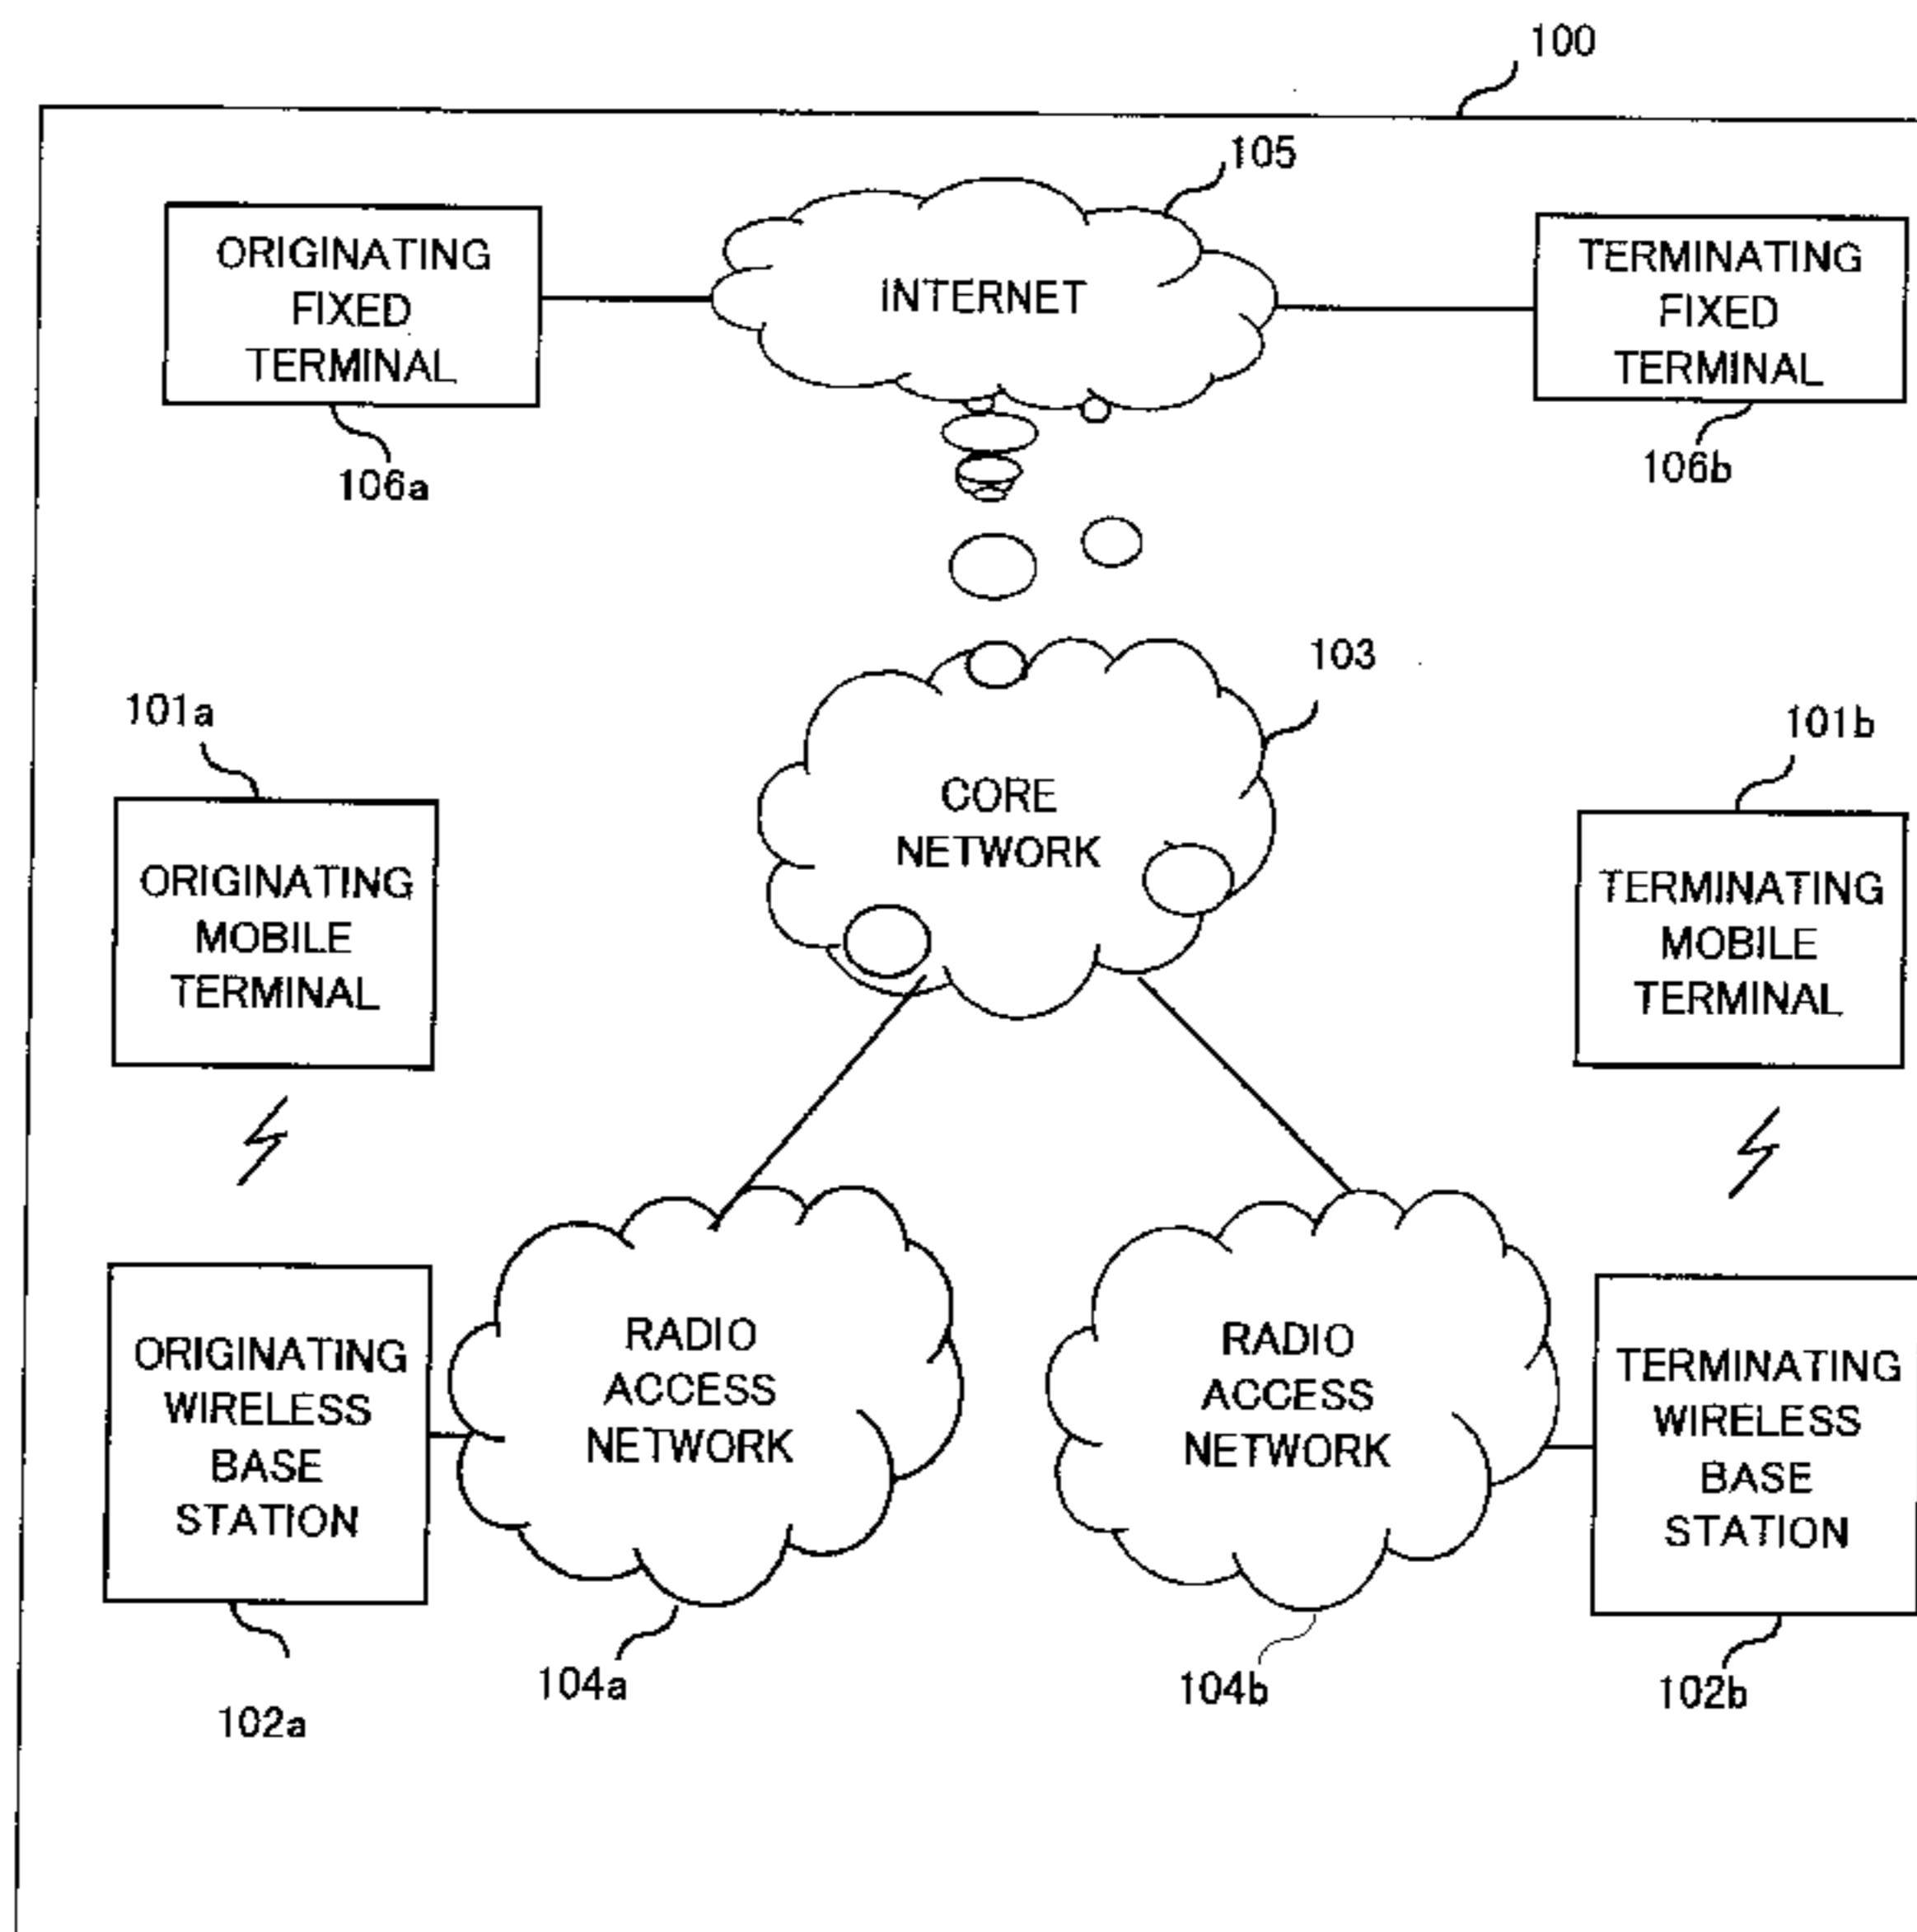 100
105
ORIGINATING
FIXED
TERMINAL
INTERNET
TERMINATING
FIXED
TERMINAL
106a
106b
103
101a
101b
CORE
NETWORK
ORIGINATING
MOBILE
TERMINAL
TERMINATING
MOBILE
TERMINAL
ORIGINATING
WIRELESS
BASE
STATION
RADIO
ACCESS
NETWORK
RADIO
ACCESS
NETWORK
TERMINATING
WIRELESS
BASE
STATION
102a
104a
104b
102b